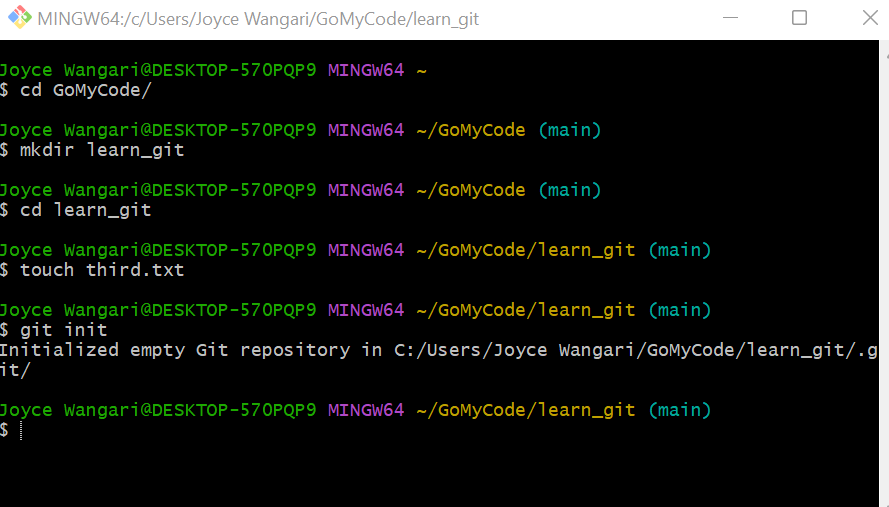 MINGW64:/c/Users/Joyce Wangari/GoMyCode/learn_git
Joyce Wangari@DESKTOP-570PQP9 MINGW64 ~
$ cd GoMyCode/
Joyce Wangari@DESKTOP-570PQP9 MINGW64 ~/GoMyCode (main)
$ mkdir learn_git
Joyce Wangari@DESKTOP-570PQP9 MINGW64 ~/GoMyCode (main)
$ cd learn_git
Joyce Wangari@DESKTOP-570PQP9 MINGW64 ~/GoMyCode/learn_git (main)
$ touch third.txt
Joyce Wangari@DESKTOP-570PQP9 MINGW64 ~/GoMyCode/learn_git (main)
$ git init
Initialized empty Git repository in C:/Users/Joyce Wangari/GoMyCode/learn_git/.g
it/
Joyce Wangari@DESKTOP-570PQP9 MINGW64 ~/GoMyCode/learn_git (main)
$